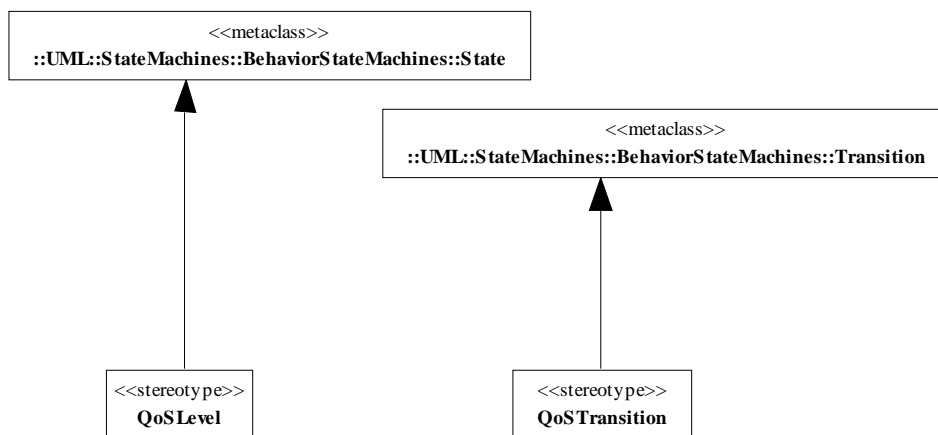 <<metaclass>>
::UML::StateMachines::BehaviorStateMachines::State
<<metaclass>>
::UML::StateMachines::BehaviorStateMachines::Transition
<<stereotype>>
QoSLevel
<<stereotype>>
QoSTransition